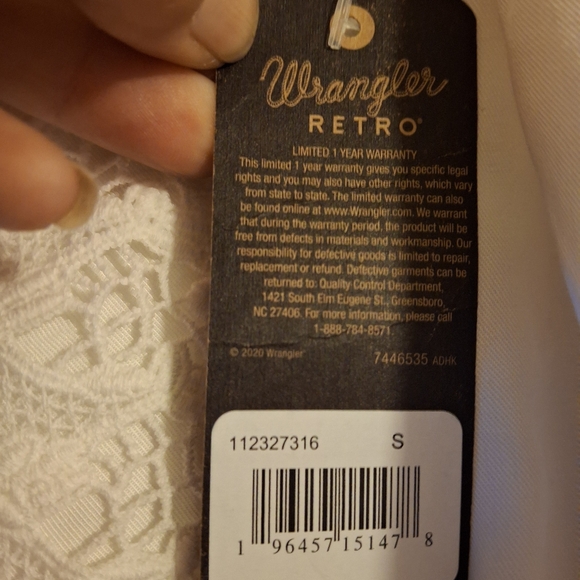 Wrangler
RETRO®
LIMITED 1 YEAR WARRANTY
This limited 1 year warranty gives you specific legal
rights and you may also have other rights, which vary
from state to state. The limited warranty can also
be found online at www.Wrangler.com. We warrant
that during the warranty period, the product will be
free from defects in materials and workmanship. Our
responsibility for defective goods is limited to repair,
replacement or refund. Defective garments can be
returned to: Quality Control Department,
1421 South Elm Eugene St., Greensboro,
NC 27406. For more information, please call
1-888-784-8571
© 2020 Wrangler
7446535 ADHK
112327316 S
1 96457 15147 8